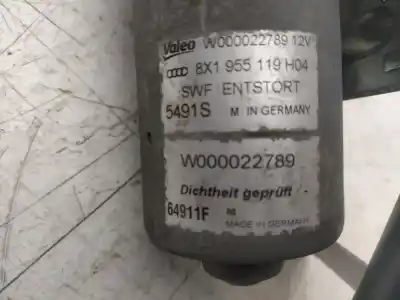 Valeo W000022789 12V
8X1 955 119 H04
SWF ENTSTÖRT
5491S M IN GERMANY
W000022789
Dichtheit geprüft
64911F M
MADE IN GERMANY